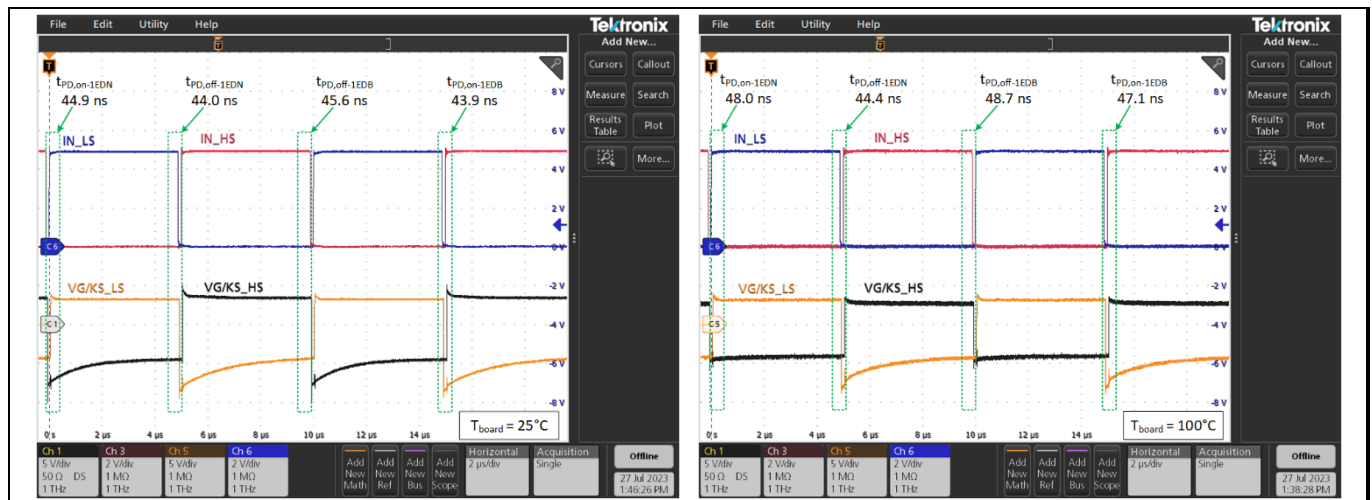 File Edit Utility Help
Tektronix
Add New...
Cursors Callout
Measure Search
Results Table Plot
More...
T
T
tPD,on-1EDN
44.9 ns
tPD,off-1EDN
44.0 ns
tPD,on-1EDB
45.6 ns
tPD,off-1EDB
43.9 ns
IN_LS
IN_HS
VG/KS_LS
VG/KS_HS
8 V
6 V
4 V
2 V
0 V
-2 V
-4 V
-6 V
-8 V
C 6
C 1
0's 2 µs 4 µs 6 µs 8 µs 10 µs 12 µs 14 µs
Tboard = 25°C
Ch 1
5 V/div
50 Ω DS
1 THz
Ch 3
2 V/div
1 MΩ
1 THz
Ch 5
5 V/div
1 MΩ
1 THz
Ch 6
2 V/div
1 MΩ
1 THz
Add New Math
Add New Ref
Add New Bus
Add New Scope
Horizontal
2 µs/div
Acquisition
Single
Offline
27 Jul 2023
1:46:26 PM
File Edit Utility Help
Tektronix
Add New...
Cursors Callout
Measure Search
Results Table Plot
More...
T
T
tPD,on-1EDN
48.0 ns
tPD,off-1EDN
44.4 ns
tPD,on-1EDB
48.7 ns
tPD,off-1EDB
47.1 ns
IN_LS
IN_HS
VG/KS_LS
VG/KS_HS
8 V
6 V
4 V
2 V
0 V
-2 V
-4 V
-6 V
-8 V
C 6
C 5
0's 2 µs 4 µs 6 µs 8 µs 10 µs 12 µs 14 µs
Tboard = 100°C
Ch 1
5 V/div
50 Ω DS
1 THz
Ch 3
2 V/div
1 MΩ
1 THz
Ch 5
5 V/div
1 MΩ
1 THz
Ch 6
2 V/div
1 MΩ
1 THz
Add New Math
Add New Ref
Add New Bus
Add New Scope
Horizontal
2 µs/div
Acquisition
Single
Offline
27 Jul 2023
1:38:28 PM